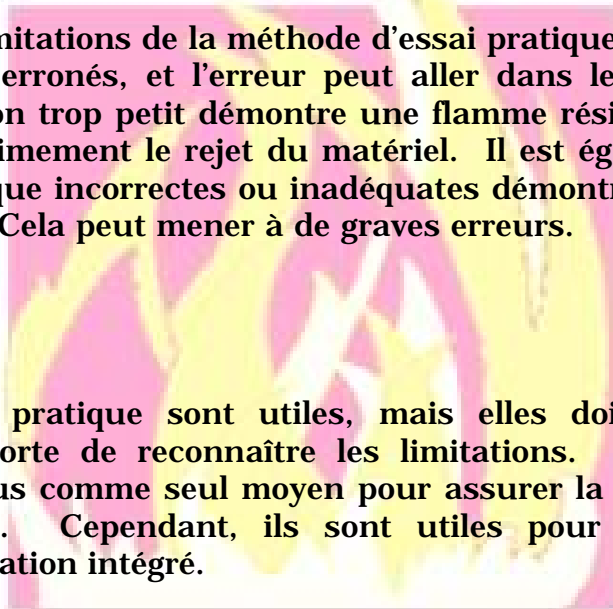 mitations de la méthode d'essai pratique
erronés, et l'erreur peut aller dans le
on trop petit démontre une flamme rési
imement le rejet du matériel. Il est ég
que incorrectes ou inadéquates démontr
Cela peut mener à de graves erreurs.
pratique sont utiles, mais elles doi
orte de reconnaître les limitations.
us comme seul moyen pour assurer la
. Cependant, ils sont utiles pour
ation intégré.